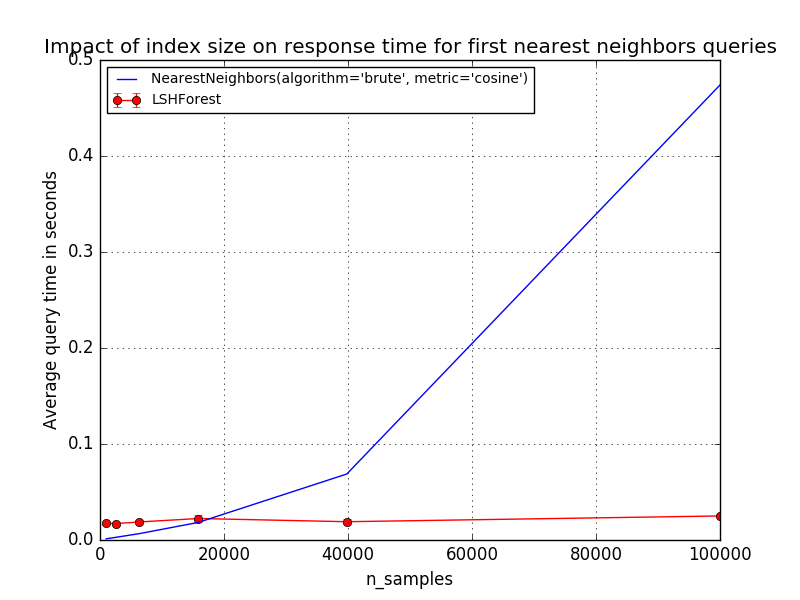 Impact of index size on response time for first nearest neighbors queries
NearestNeighbors(algorithm='brute', metric='cosine')
LSHForest
Average query time in seconds
0.5
0.4
0.3
0.2
0.1
0.0
0 20000 40000 60000 80000 100000
n_samples